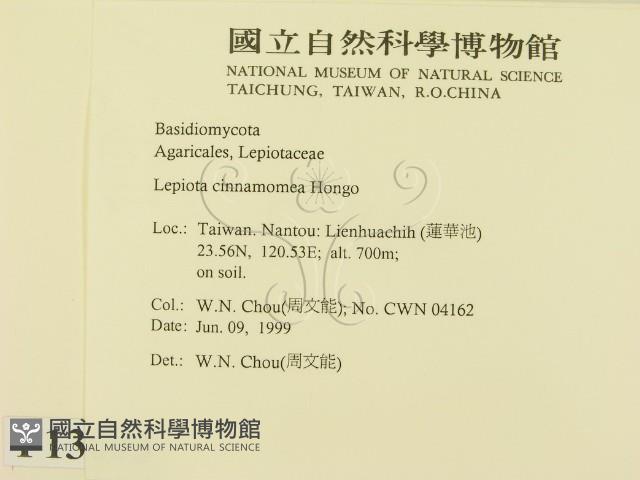 國立自然科學博物館
NATIONAL MUSEUM OF NATURAL SCIENCE
TAICHUNG, TAIWAN, R.O.CHINA
Basidiomycota
Agaricales, Lepiotaceae
Lepiota cinnamomea Hongo
Loc.: Taiwan. Nantou: Lienhuachih (蓮華池)
23.56N, 120.53E; alt. 700m;
on soil.
Col.: W.N. Chou(周文能); No. CWN 04162
Date: Jun. 09, 1999
Det.: W.N. Chou(周文能)
國立自然科學博物館
NATIONAL MUSEUM OF NATURAL SCIENCE
13